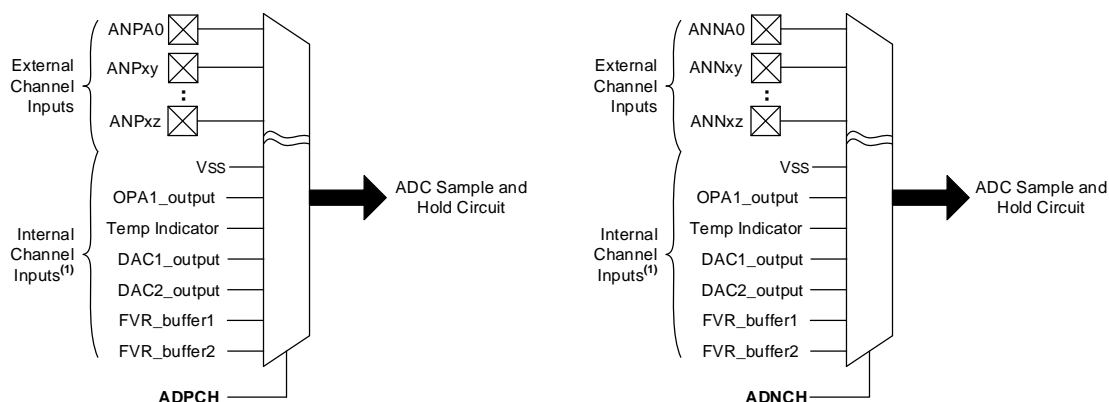 ANPA0
ANPxy
ANPxz
External
Channel
Inputs
VSS
OPA1_output
Temp Indicator
DAC1_output
DAC2_output
FVR_buffer1
FVR_buffer2
Internal
Channel
Inputs(1)
ADPCH
ADC Sample and
Hold Circuit
ANNA0
ANNxy
ANNxz
External
Channel
Inputs
VSS
OPA1_output
Temp Indicator
DAC1_output
DAC2_output
FVR_buffer1
FVR_buffer2
Internal
Channel
Inputs(1)
ADNCH
ADC Sample and
Hold Circuit